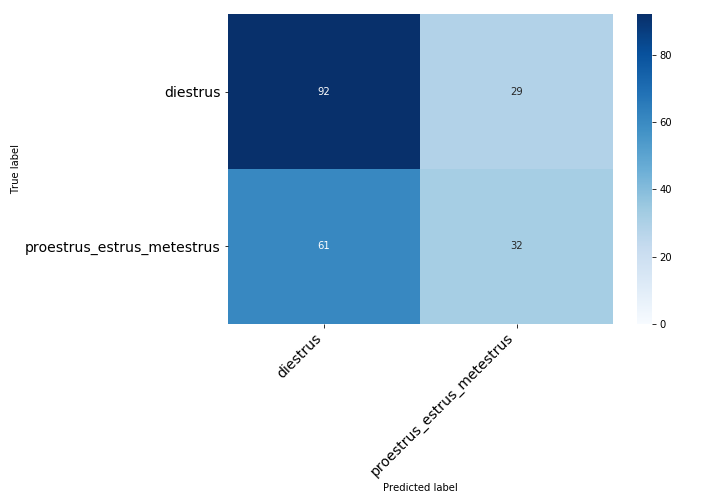 True label
diestrus
92
29
proestrus_estrus_metestrus
61
32
diestrus
proestrus_estrus_metestrus
Predicted label
80
60
40
20
0